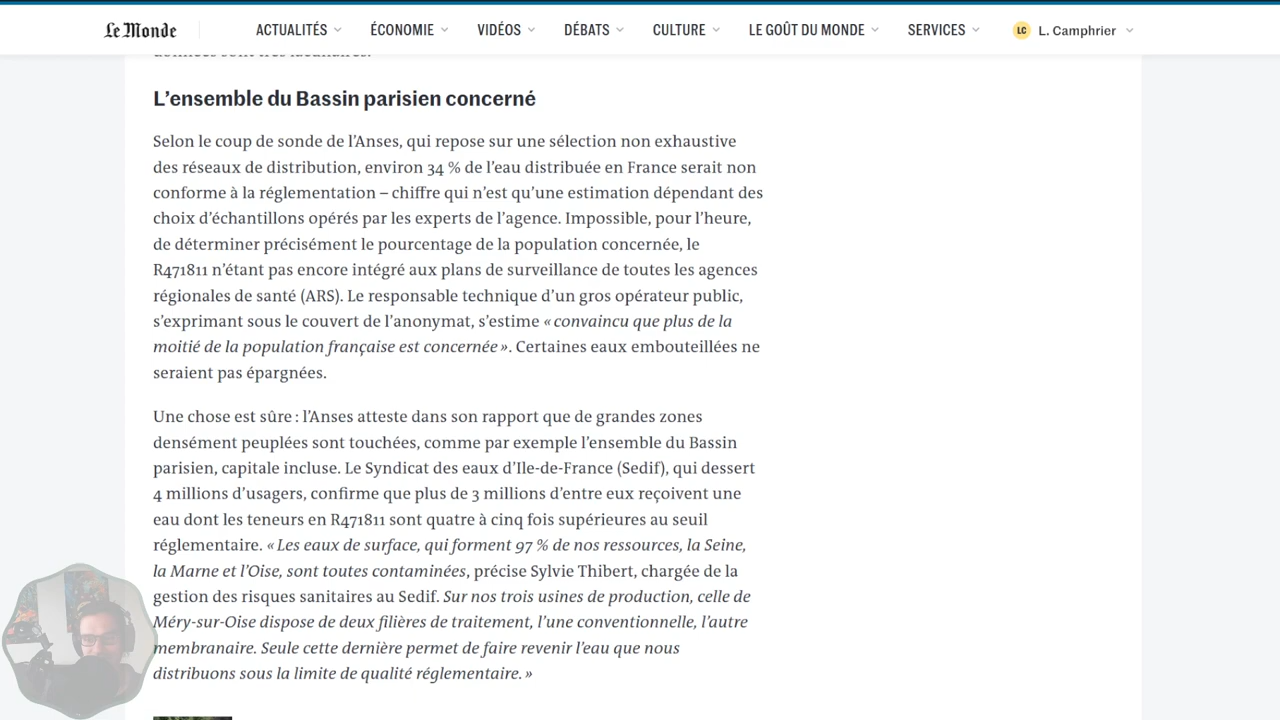 Le Monde
ACTUALITÉS
ÉCONOMIE
VIDÉOS
DÉBATS
CULTURE
LE GOÛT DU MONDE
SERVICES
LC
L. Camphrier
L’ensemble du Bassin parisien concerné
Selon le coup de sonde de l’Anses, qui repose sur une sélection non exhaustive
des réseaux de distribution, environ 34 % de l’eau distribuée en France serait non
conforme à la réglementation – chiffre qui n’est qu’une estimation dépendant des
choix d’échantillons opérés par les experts de l’agence. Impossible, pour l’heure,
de déterminer précisément le pourcentage de la population concernée, le
R471811 n’étant pas encore intégré aux plans de surveillance de toutes les agences
régionales de santé (ARS). Le responsable technique d’un gros opérateur public,
s’exprimant sous le couvert de l’anonymat, s’estime « convaincu que plus de la
moitié de la population française est concernée ». Certaines eaux embouteillées ne
seraient pas épargnées.
Une chose est sûre : l’Anses atteste dans son rapport que de grandes zones
densément peuplées sont touchées, comme par exemple l’ensemble du Bassin
parisien, capitale incluse. Le Syndicat des eaux d’Ile-de-France (Sedif), qui dessert
4 millions d’usagers, confirme que plus de 3 millions d’entre eux reçoivent une
eau dont les teneurs en R471811 sont quatre à cinq fois supérieures au seuil
réglementaire. « Les eaux de surface, qui forment 97 % de nos ressources, la Seine,
la Marne et l’Oise, sont toutes contaminées, précise Sylvie Thibert, chargée de la
gestion des risques sanitaires au Sedif. Sur nos trois usines de production, celle de
Méry-sur-Oise dispose de deux filières de traitement, l’une conventionnelle, l’autre
membranaire. Seule cette dernière permet de faire revenir l’eau que nous
distribuons sous la limite de qualité réglementaire. »